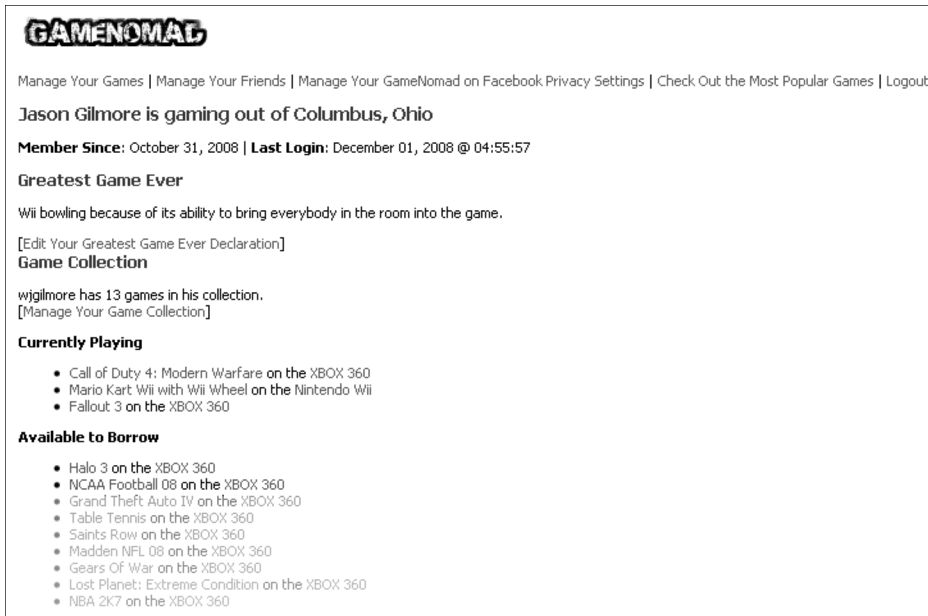 GAMENOMAD
Manage Your Games | Manage Your Friends | Manage Your GameNomad on Facebook Privacy Settings | Check Out the Most Popular Games | Logout
Jason Gilmore is gaming out of Columbus, Ohio
Member Since: October 31, 2008 | Last Login: December 01, 2008 @ 04:55:57
Greatest Game Ever
Wii bowling because of its ability to bring everybody in the room into the game.
[Edit Your Greatest Game Ever Declaration]
Game Collection
wjgilmore has 13 games in his collection.
[Manage Your Game Collection]
Currently Playing
• Call of Duty 4: Modern Warfare on the XBOX 360
• Mario Kart Wii with Wii Wheel on the Nintendo Wii
• Fallout 3 on the XBOX 360
Available to Borrow
• Halo 3 on the XBOX 360
• NCAA Football 08 on the XBOX 360
• Grand Theft Auto IV on the XBOX 360
• Table Tennis on the XBOX 360
• Saints Row on the XBOX 360
• Madden NFL 08 on the XBOX 360
• Gears Of War on the XBOX 360
• Lost Planet: Extreme Condition on the XBOX 360
• NBA 2K7 on the XBOX 360